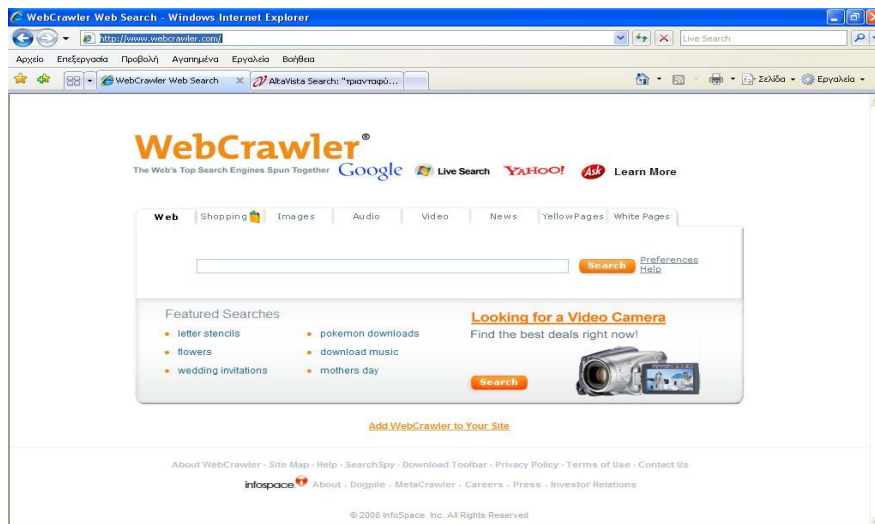 WebCrawler Web Search - Windows Internet Explorer
http://www.webcrawler.com/ Live Search
Αρχείο Επεξεργασία Προβολή Αγαπημένα Εργαλεία Βοήθεια
WebCrawler Web Search AltaVista Search: "τριανταφύ... Σελίδα Εργαλεία
WebCrawler®
The Web's Top Search Engines Spun Together Google Live Search YAHOO! Ask Learn More
Web Shopping Images Audio Video News YellowPages White Pages
Search Preferences
Help
Featured Searches
letter stencils pokemon downloads
flowers download music
wedding invitations mothers day
Looking for a Video Camera
Find the best deals right now!
Search
Add WebCrawler to Your Site
About WebCrawler - Site Map - Help - SearchSpy - Download Toolbar - Privacy Policy - Terms of Use - Contact Us
infospace About - Dogpile - MetaCrawler - Careers - Press - Investor Relations
© 2008 InfoSpace, Inc. All Rights Reserved